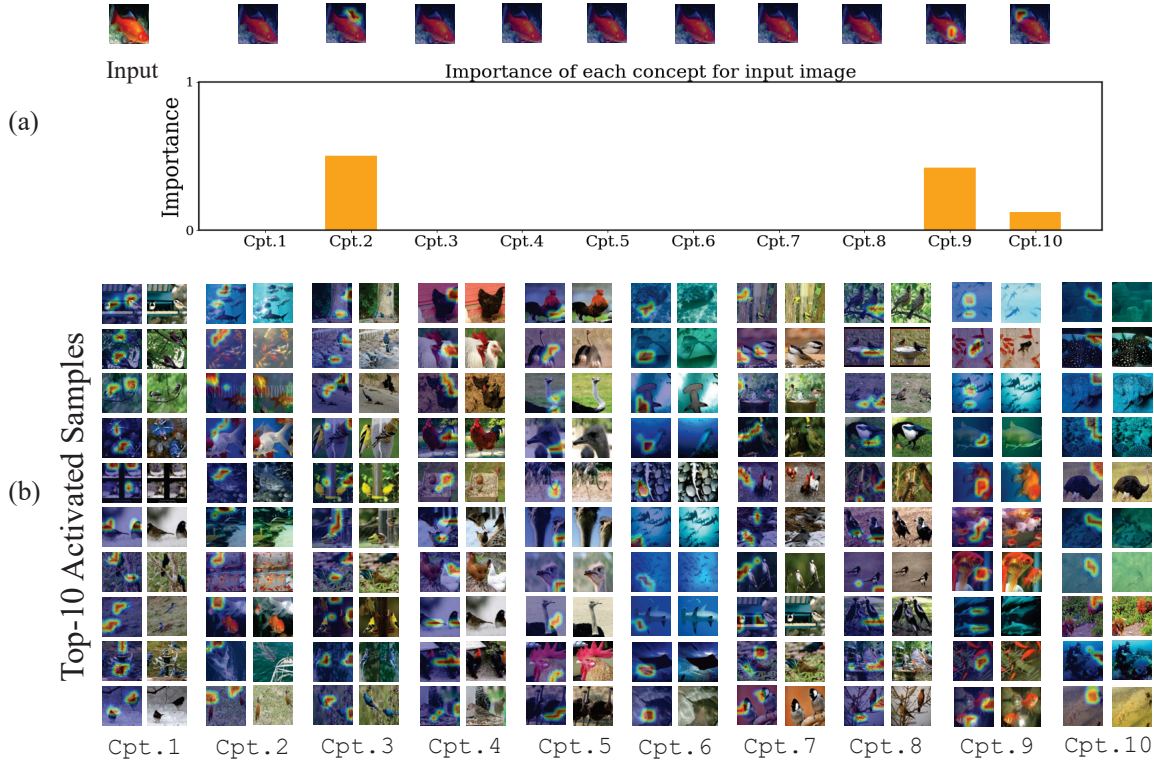 Input
Importance of each concept for input image
(a)
Importance
1
0
Cpt.1 Cpt.2 Cpt.3 Cpt.4 Cpt.5 Cpt.6 Cpt.7 Cpt.8 Cpt.9 Cpt.10
(b)
Top-10 Activated Samples
Cpt.1 Cpt.2 Cpt.3 Cpt.4 Cpt.5 Cpt.6 Cpt.7 Cpt.8 Cpt.9 Cpt.10